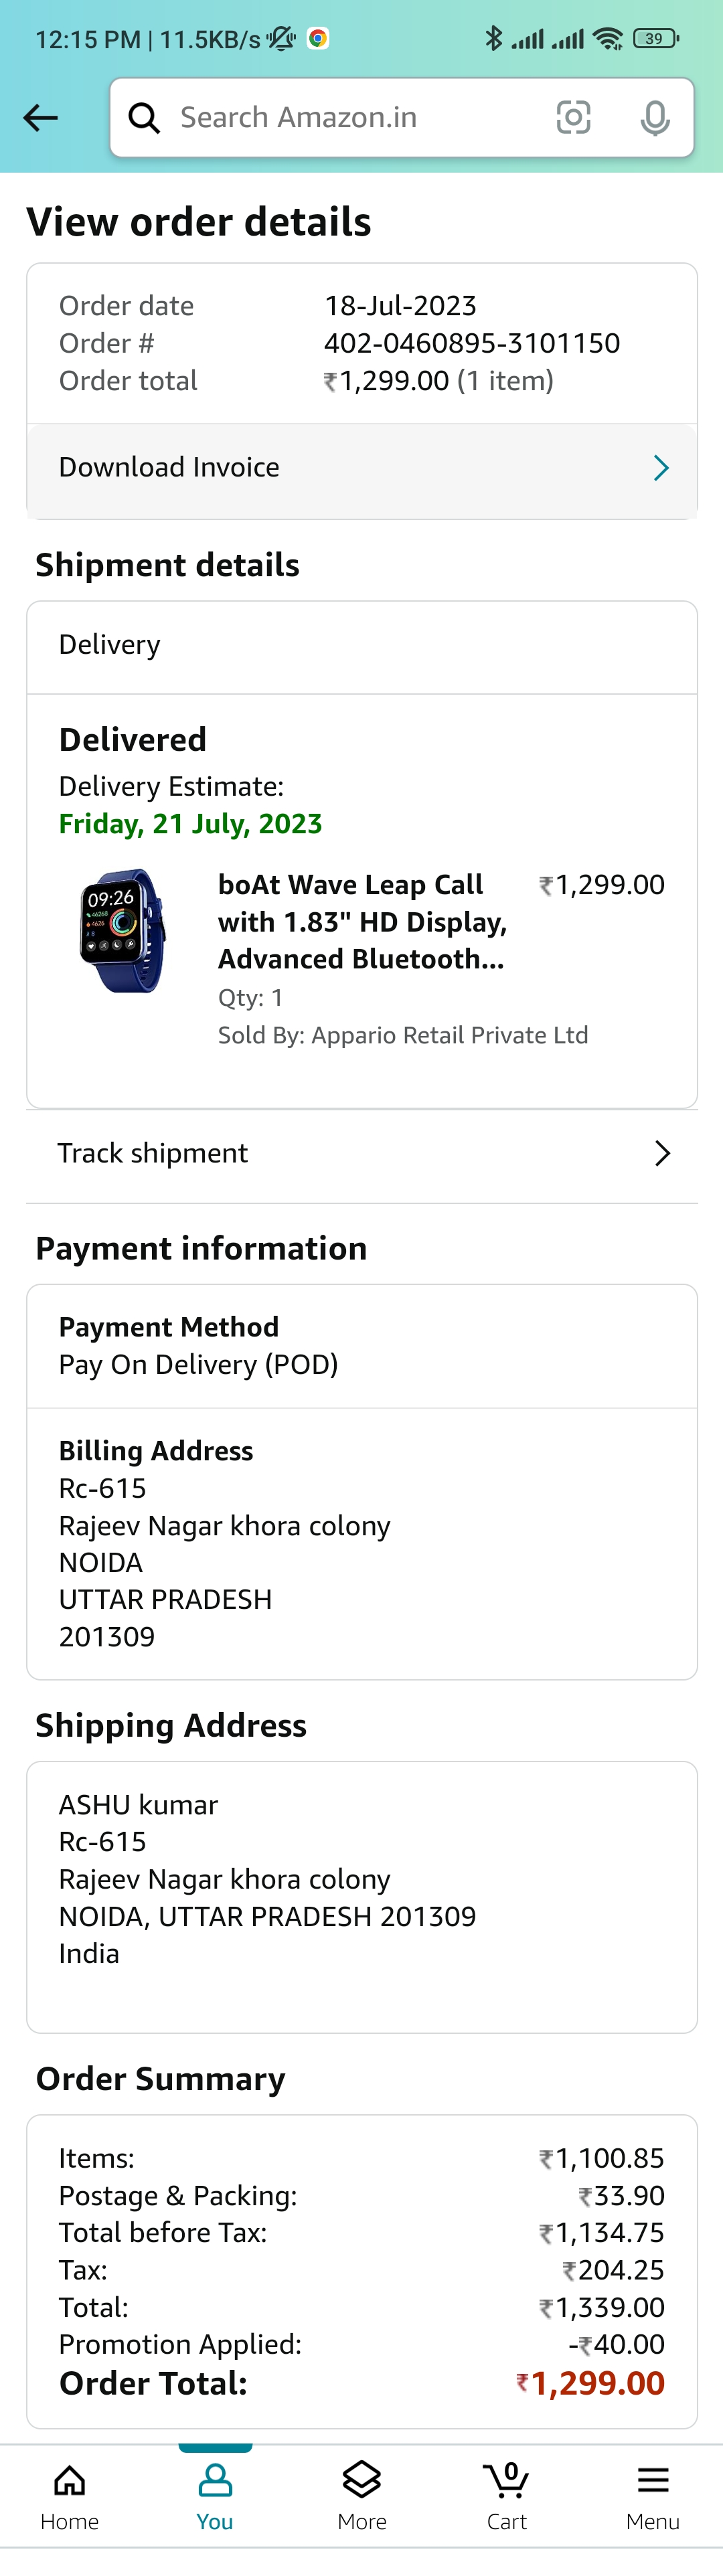 12:15 PM | 11.5KB/s 39
Search Amazon.in
View order details
Order date 18-Jul-2023
Order # 402-0460895-3101150
Order total ₹1,299.00 (1 item)
Download Invoice
Shipment details
Delivery
Delivered
Delivery Estimate:
Friday, 21 July, 2023
09:26
46268
4626
8
boAt Wave Leap Call ₹1,299.00
with 1.83" HD Display,
Advanced Bluetooth...
Qty: 1
Sold By: Appario Retail Private Ltd
Track shipment
Payment information
Payment Method
Pay On Delivery (POD)
Billing Address
Rc-615
Rajeev Nagar khora colony
NOIDA
UTTAR PRADESH
201309
Shipping Address
ASHU kumar
Rc-615
Rajeev Nagar khora colony
NOIDA, UTTAR PRADESH 201309
India
Order Summary
Items: ₹1,100.85
Postage & Packing: ₹33.90
Total before Tax: ₹1,134.75
Tax: ₹204.25
Total: ₹1,339.00
Promotion Applied: -₹40.00
Order Total: ₹1,299.00
0
Home You More Cart Menu